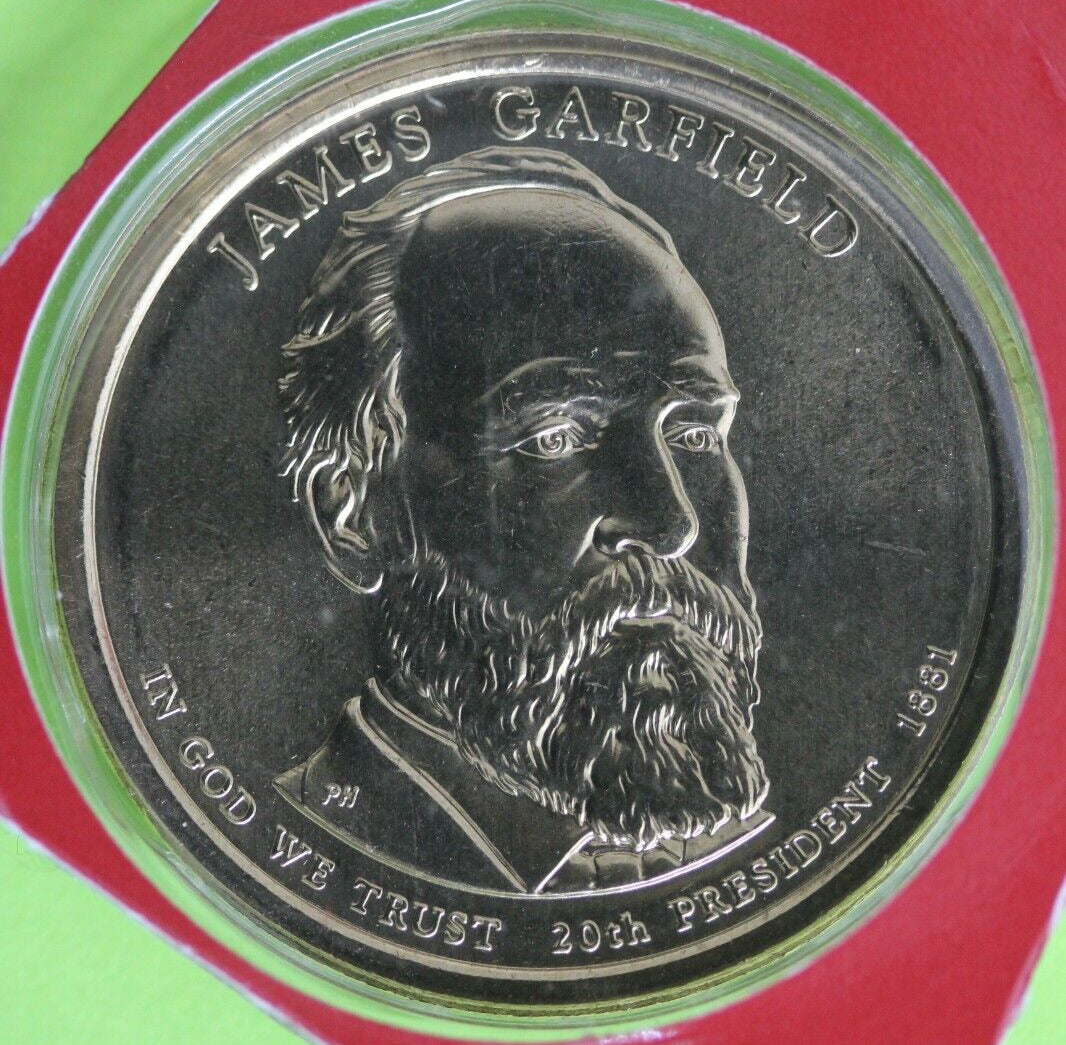 JAMES GARFIELD
PH
IN GOD WE TRUST 20th PRESIDENT 1881